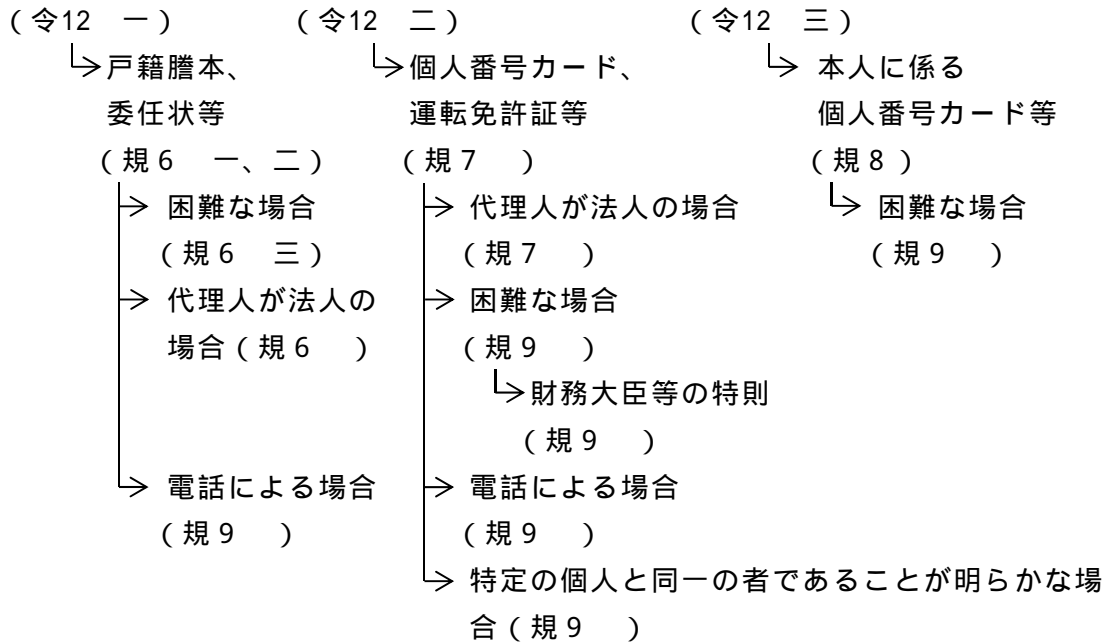 （令12　一）　　（令12　二）　　（令12　三）
戸籍謄本、
委任状等
（規６　一、二）
困難な場合
（規６　三）
代理人が法人の
場合（規６　）
電話による場合
（規９　）
個人番号カード、
運転免許証等
（規７　）
代理人が法人の場合
（規７　）
困難な場合
（規９　）
財務大臣等の特則
（規９　）
電話による場合
（規９　）
特定の個人と同一の者であることが明らかな場
合（規９　）
本人に係る
個人番号カード等
（規８）
困難な場合
（規９　）